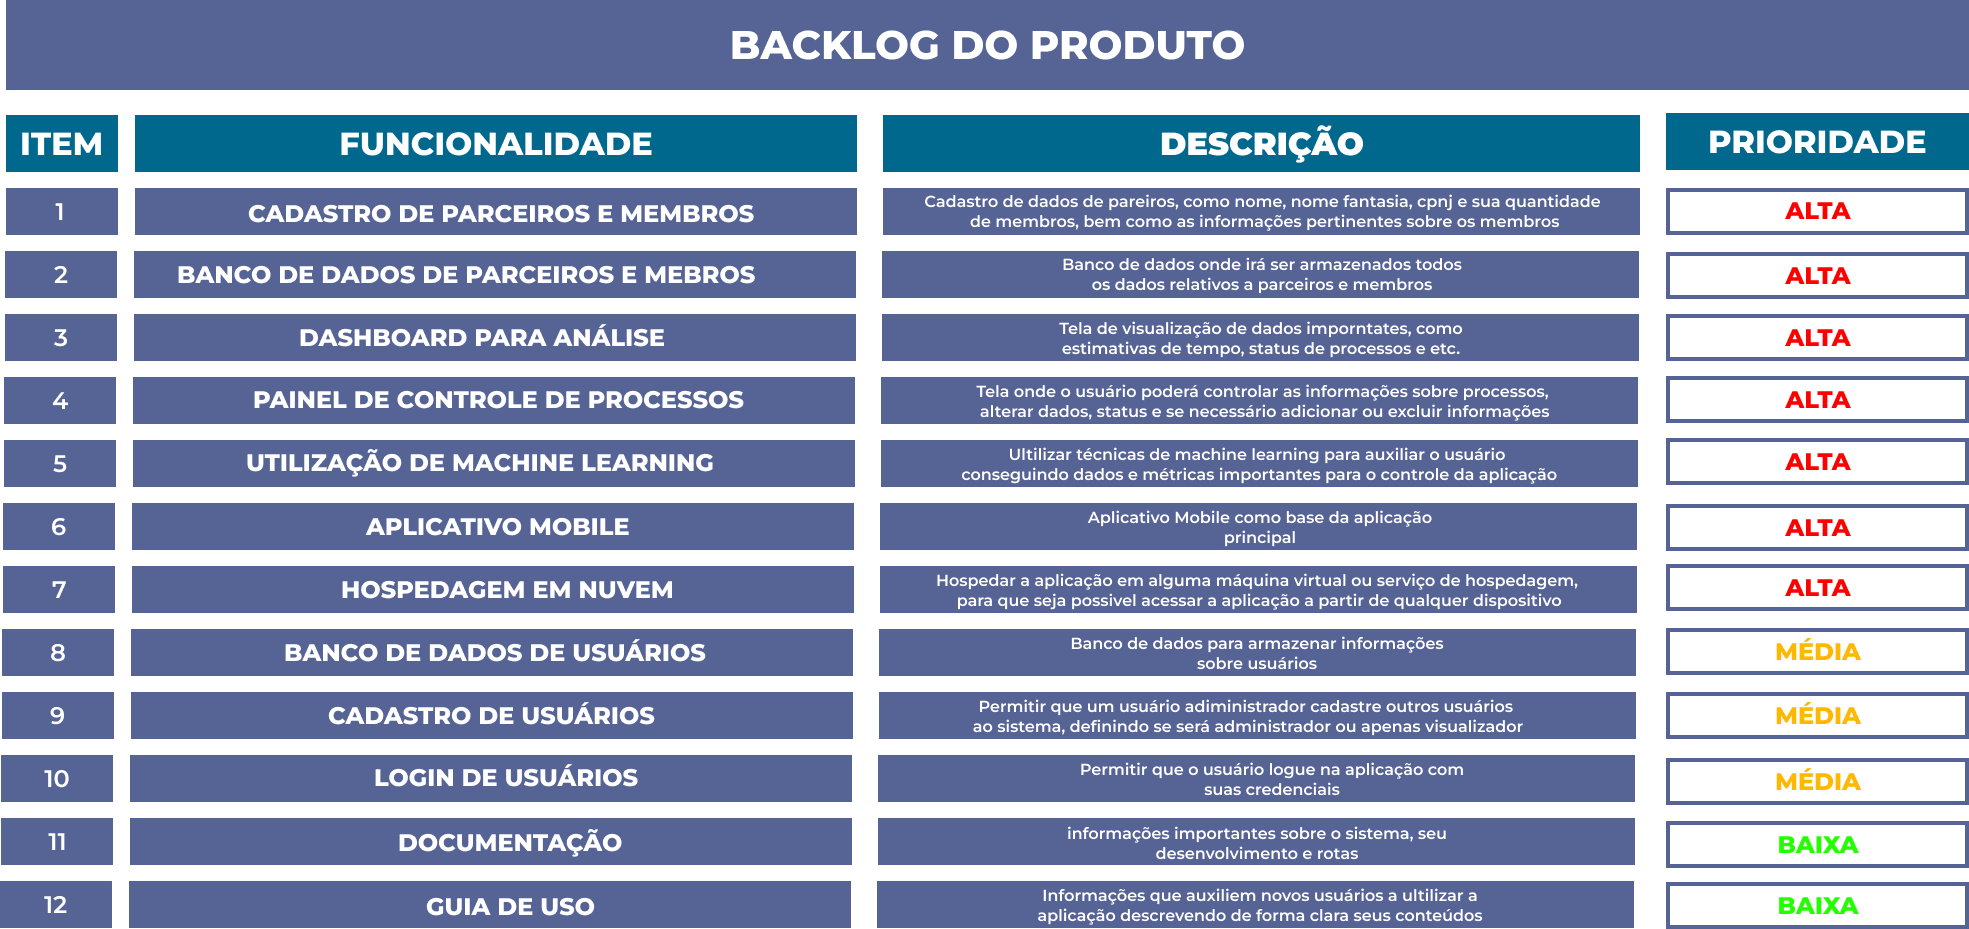 BACKLOG DO PRODUTO
ITEM FUNCIONALIDADE DESCRIÇÃO PRIORIDADE
1 CADASTRO DE PARCEIROS E MEMBROS
Cadastro de dados de pareiros, como nome, nome fantasia, cpnj e sua quantidade
de membros, bem como as informações pertinentes sobre os membros
ALTA
2 BANCO DE DADOS DE PARCEIROS E MEBROS
Banco de dados onde irá ser armazenados todos
os dados relativos a parceiros e membros
ALTA
3 DASHBOARD PARA ANÁLISE
Tela de visualização de dados imporntates, como
estimativas de tempo, status de processos e etc.
ALTA
4 PAINEL DE CONTROLE DE PROCESSOS
Tela onde o usuário poderá controlar as informações sobre processos,
alterar dados, status e se necessário adicionar ou excluir informações
ALTA
5 UTILIZAÇÃO DE MACHINE LEARNING
Ultilizar técnicas de machine learning para auxiliar o usuário
conseguindo dados e métricas importantes para o controle da aplicação
ALTA
6 APLICATIVO MOBILE
Aplicativo Mobile como base da aplicação
principal
ALTA
7 HOSPEDAGEM EM NUVEM
Hospedar a aplicação em alguma máquina virtual ou serviço de hospedagem,
para que seja possivel acessar a aplicação a partir de qualquer dispositivo
ALTA
8 BANCO DE DADOS DE USUÁRIOS
Banco de dados para armazenar informações
sobre usuários
MÉDIA
9 CADASTRO DE USUÁRIOS
Permitir que um usuário adiministrador cadastre outros usuários
ao sistema, definindo se será administrador ou apenas visualizador
MÉDIA
10 LOGIN DE USUÁRIOS
Permitir que o usuário logue na aplicação com
suas credenciais
MÉDIA
11 DOCUMENTAÇÃO
informações importantes sobre o sistema, seu
desenvolvimento e rotas
BAIXA
12 GUIA DE USO
Informações que auxiliem novos usuários a ultilizar a
aplicação descrevendo de forma clara seus conteúdos
BAIXA